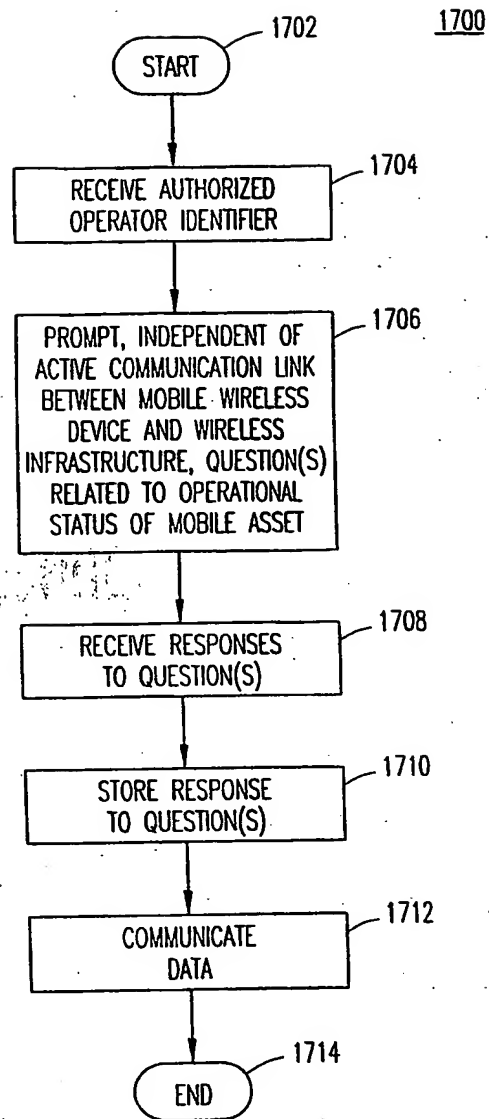 1700
1702
START
1704
RECEIVE AUTHORIZED
OPERATOR IDENTIFIER
1706
PROMPT, INDEPENDENT OF
ACTIVE COMMUNICATION LINK
BETWEEN MOBILE WIRELESS
DEVICE AND WIRELESS
INFRASTRUCTURE, QUESTION(S)
RELATED TO OPERATIONAL
STATUS OF MOBILE ASSET
1708
RECEIVE RESPONSES
TO QUESTION(S)
1710
STORE RESPONSE
TO QUESTION(S)
1712
COMMUNICATE
DATA
1714
END